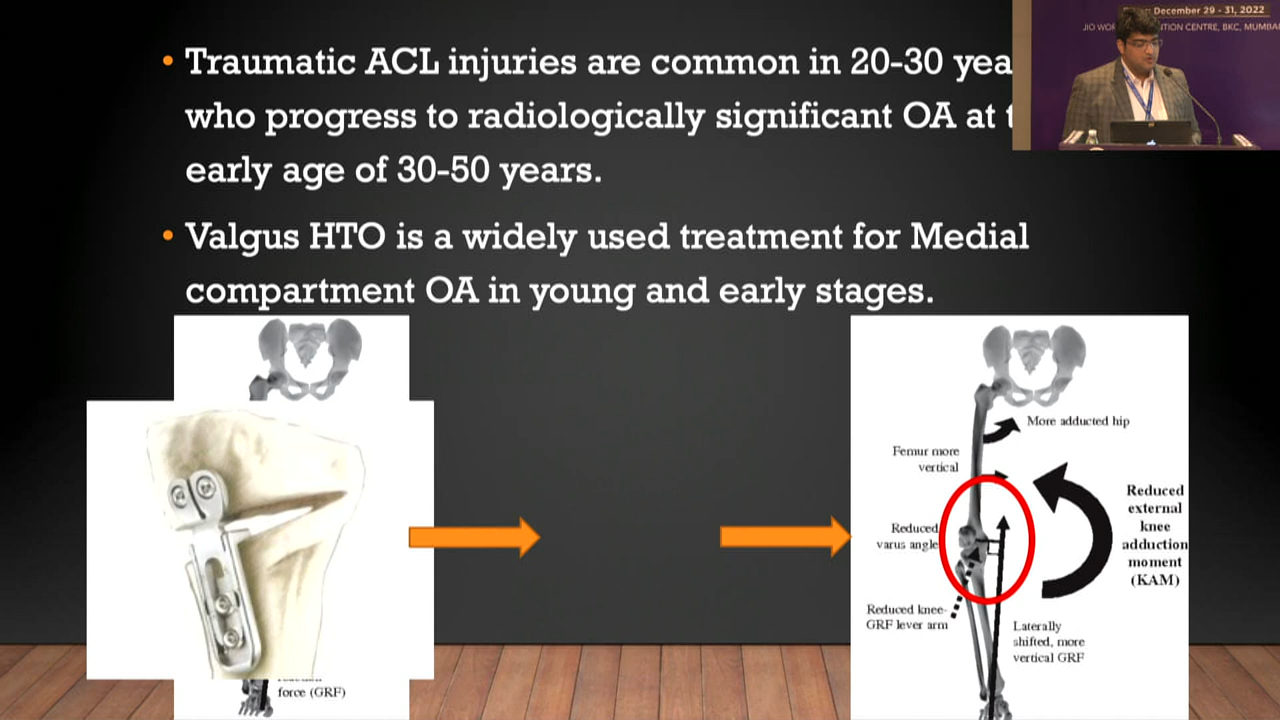 December 29 - 31, 2022
JIO WOR
TION CENTRE, BKC, MUMBAI
• Traumatic ACL injuries are common in 20-30
who progress to radiologically significant OA at
early age of 30-50 years.
• Valgus HTO is a widely used treatment for Medial
compartment OA in young and early stages.
More adducted hip
Femur more
vertical
Reduced
varus angle
Reduced
external
knee
adduction
moment
(KAM)
Reduced knee-
GRF lever arm
Laterally
shifted, more
vertical GRF
force (GRF)